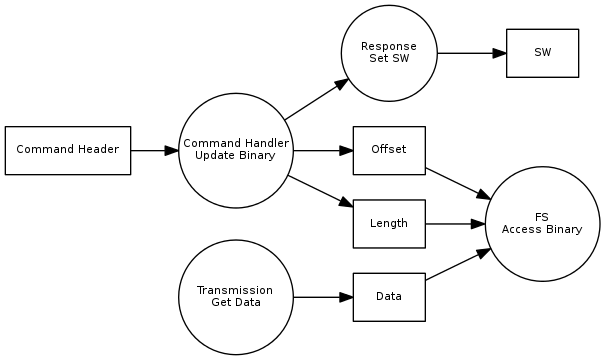 Response
Set SW
SW
Command Header
Command Handler
Update Binary
Offset
Length
FS
Access Binary
Transmission
Get Data
Data